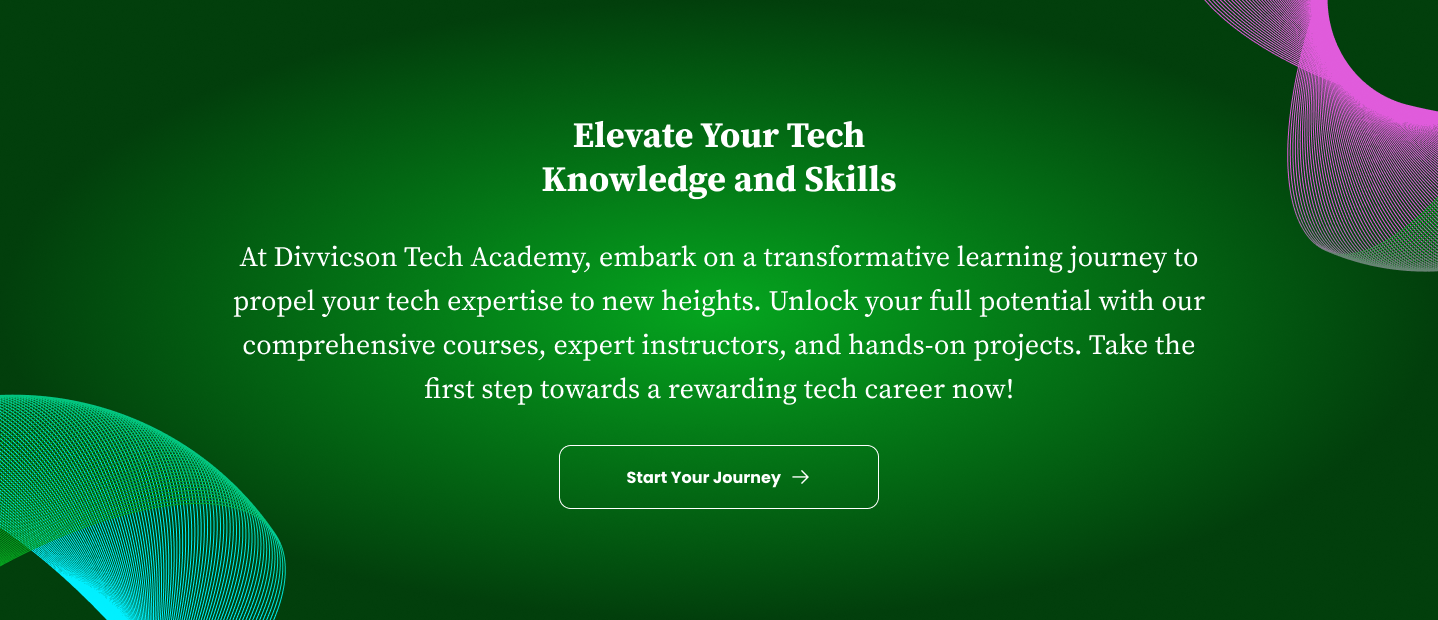 Elevate Your Tech
Knowledge and Skills
At Divvicson Tech Academy, embark on a transformative learning journey to
propel your tech expertise to new heights. Unlock your full potential with our
comprehensive courses, expert instructors, and hands-on projects. Take the
first step towards a rewarding tech career now!
Start Your Journey →